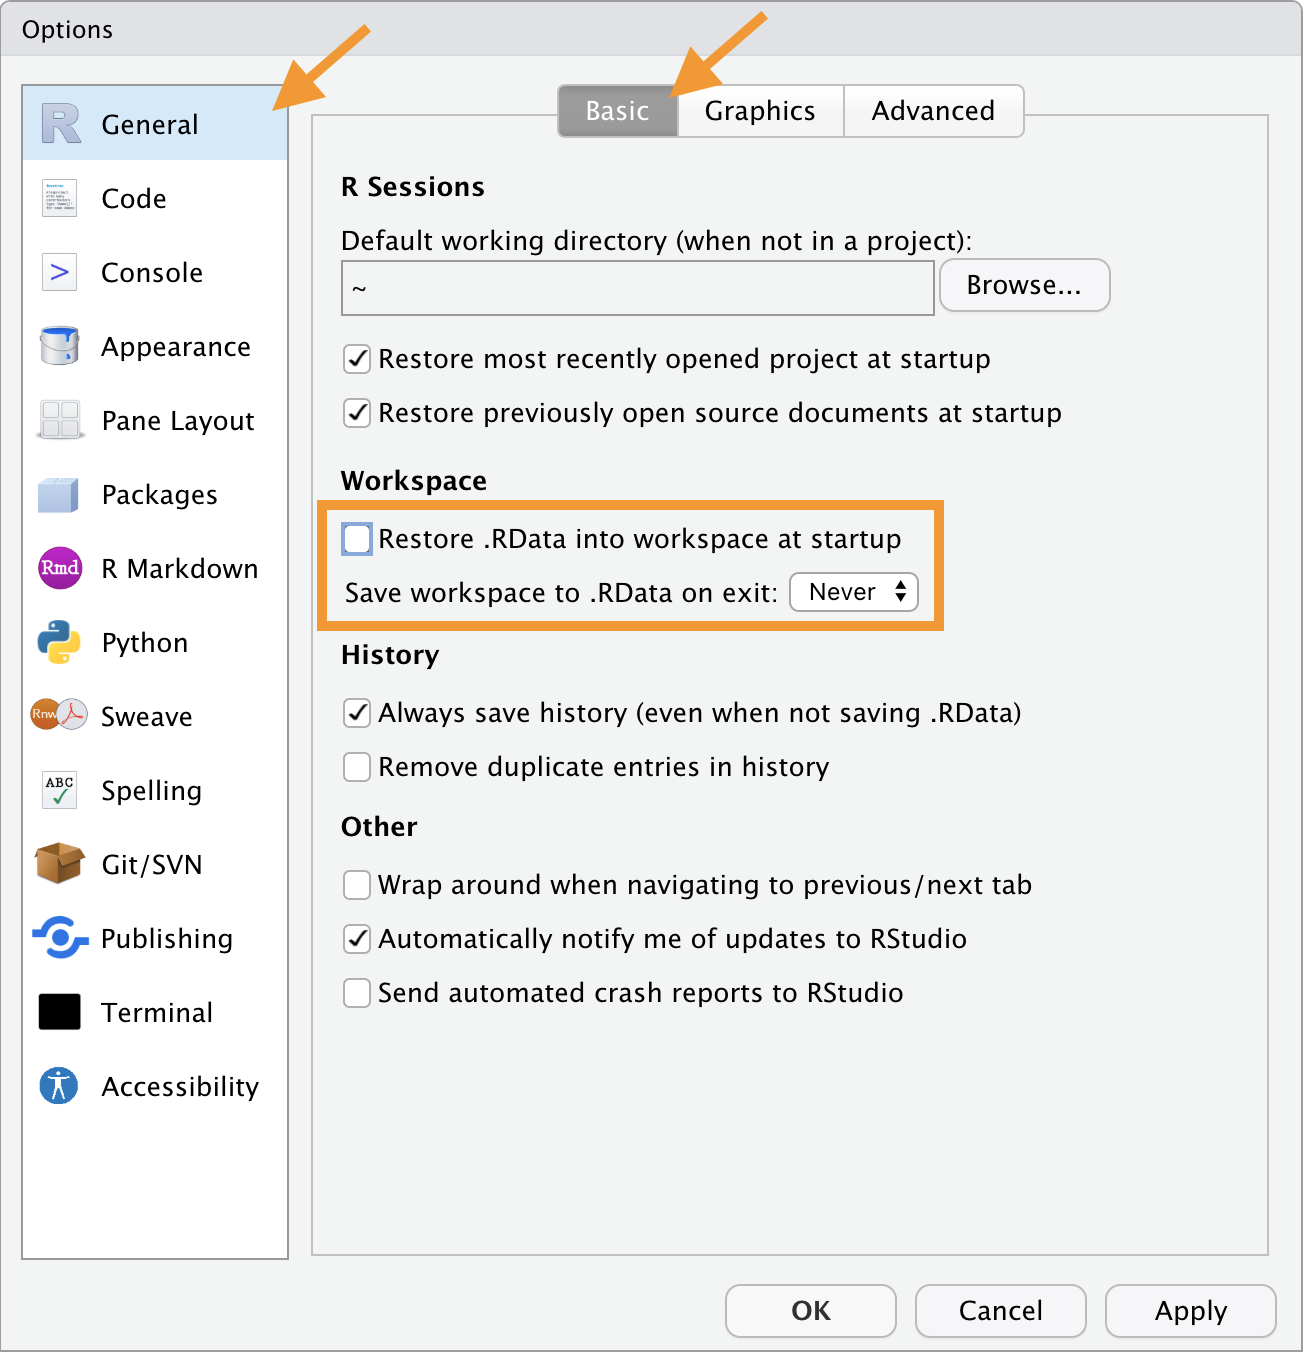 Options
General
Code
>
Console
Appearance
Pane Layout
Packages
Rmd
R Markdown
Python
Rnw
Sweave
ABC
Spelling
Git/SVN
Publishing
Terminal
Accessibility
Basic
Graphics
Advanced
R Sessions
Default working directory (when not in a project):
~
Browse...
Restore most recently opened project at startup
Restore previously open source documents at startup
Workspace
Restore .RData into workspace at startup
Save workspace to .RData on exit: Never
History
Always save history (even when not saving .RData)
Remove duplicate entries in history
Other
Wrap around when navigating to previous/next tab
Automatically notify me of updates to RStudio
Send automated crash reports to RStudio
OK
Cancel
Apply